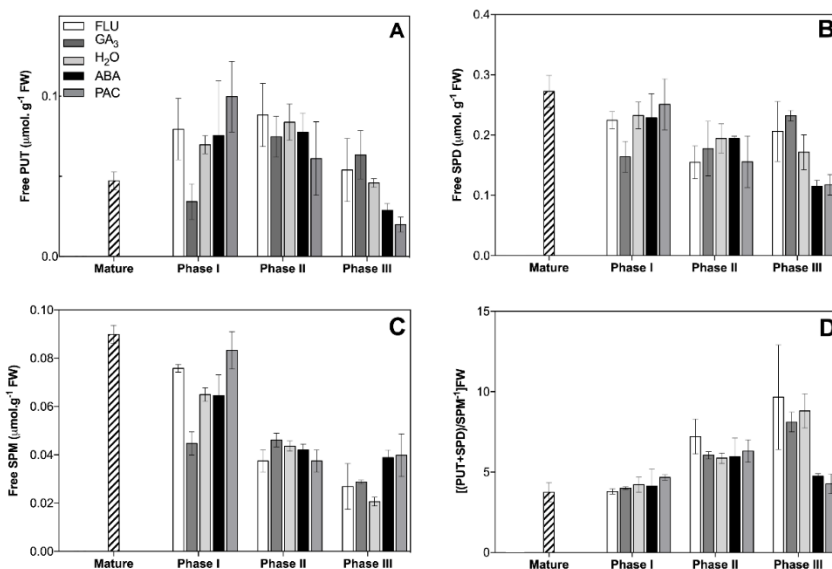 A
FLU
GA₃
H₂O
ABA
PAC
Free PUT (μmol. g⁻¹ FW)
0.1
0.0
Mature Phase I Phase II Phase III
B
Free SPD (μmol. g⁻¹ FW)
0.4
0.3
0.2
0.1
0.0
Mature Phase I Phase II Phase III
C
Free SPM (μmol.g⁻¹ FW)
0.10
0.08
0.06
0.04
0.02
0.00
Mature Phase I Phase II Phase III
D
[(PUT+SPD)/SPM⁻¹]FW
15
10
5
0
Mature Phase I Phase II Phase III